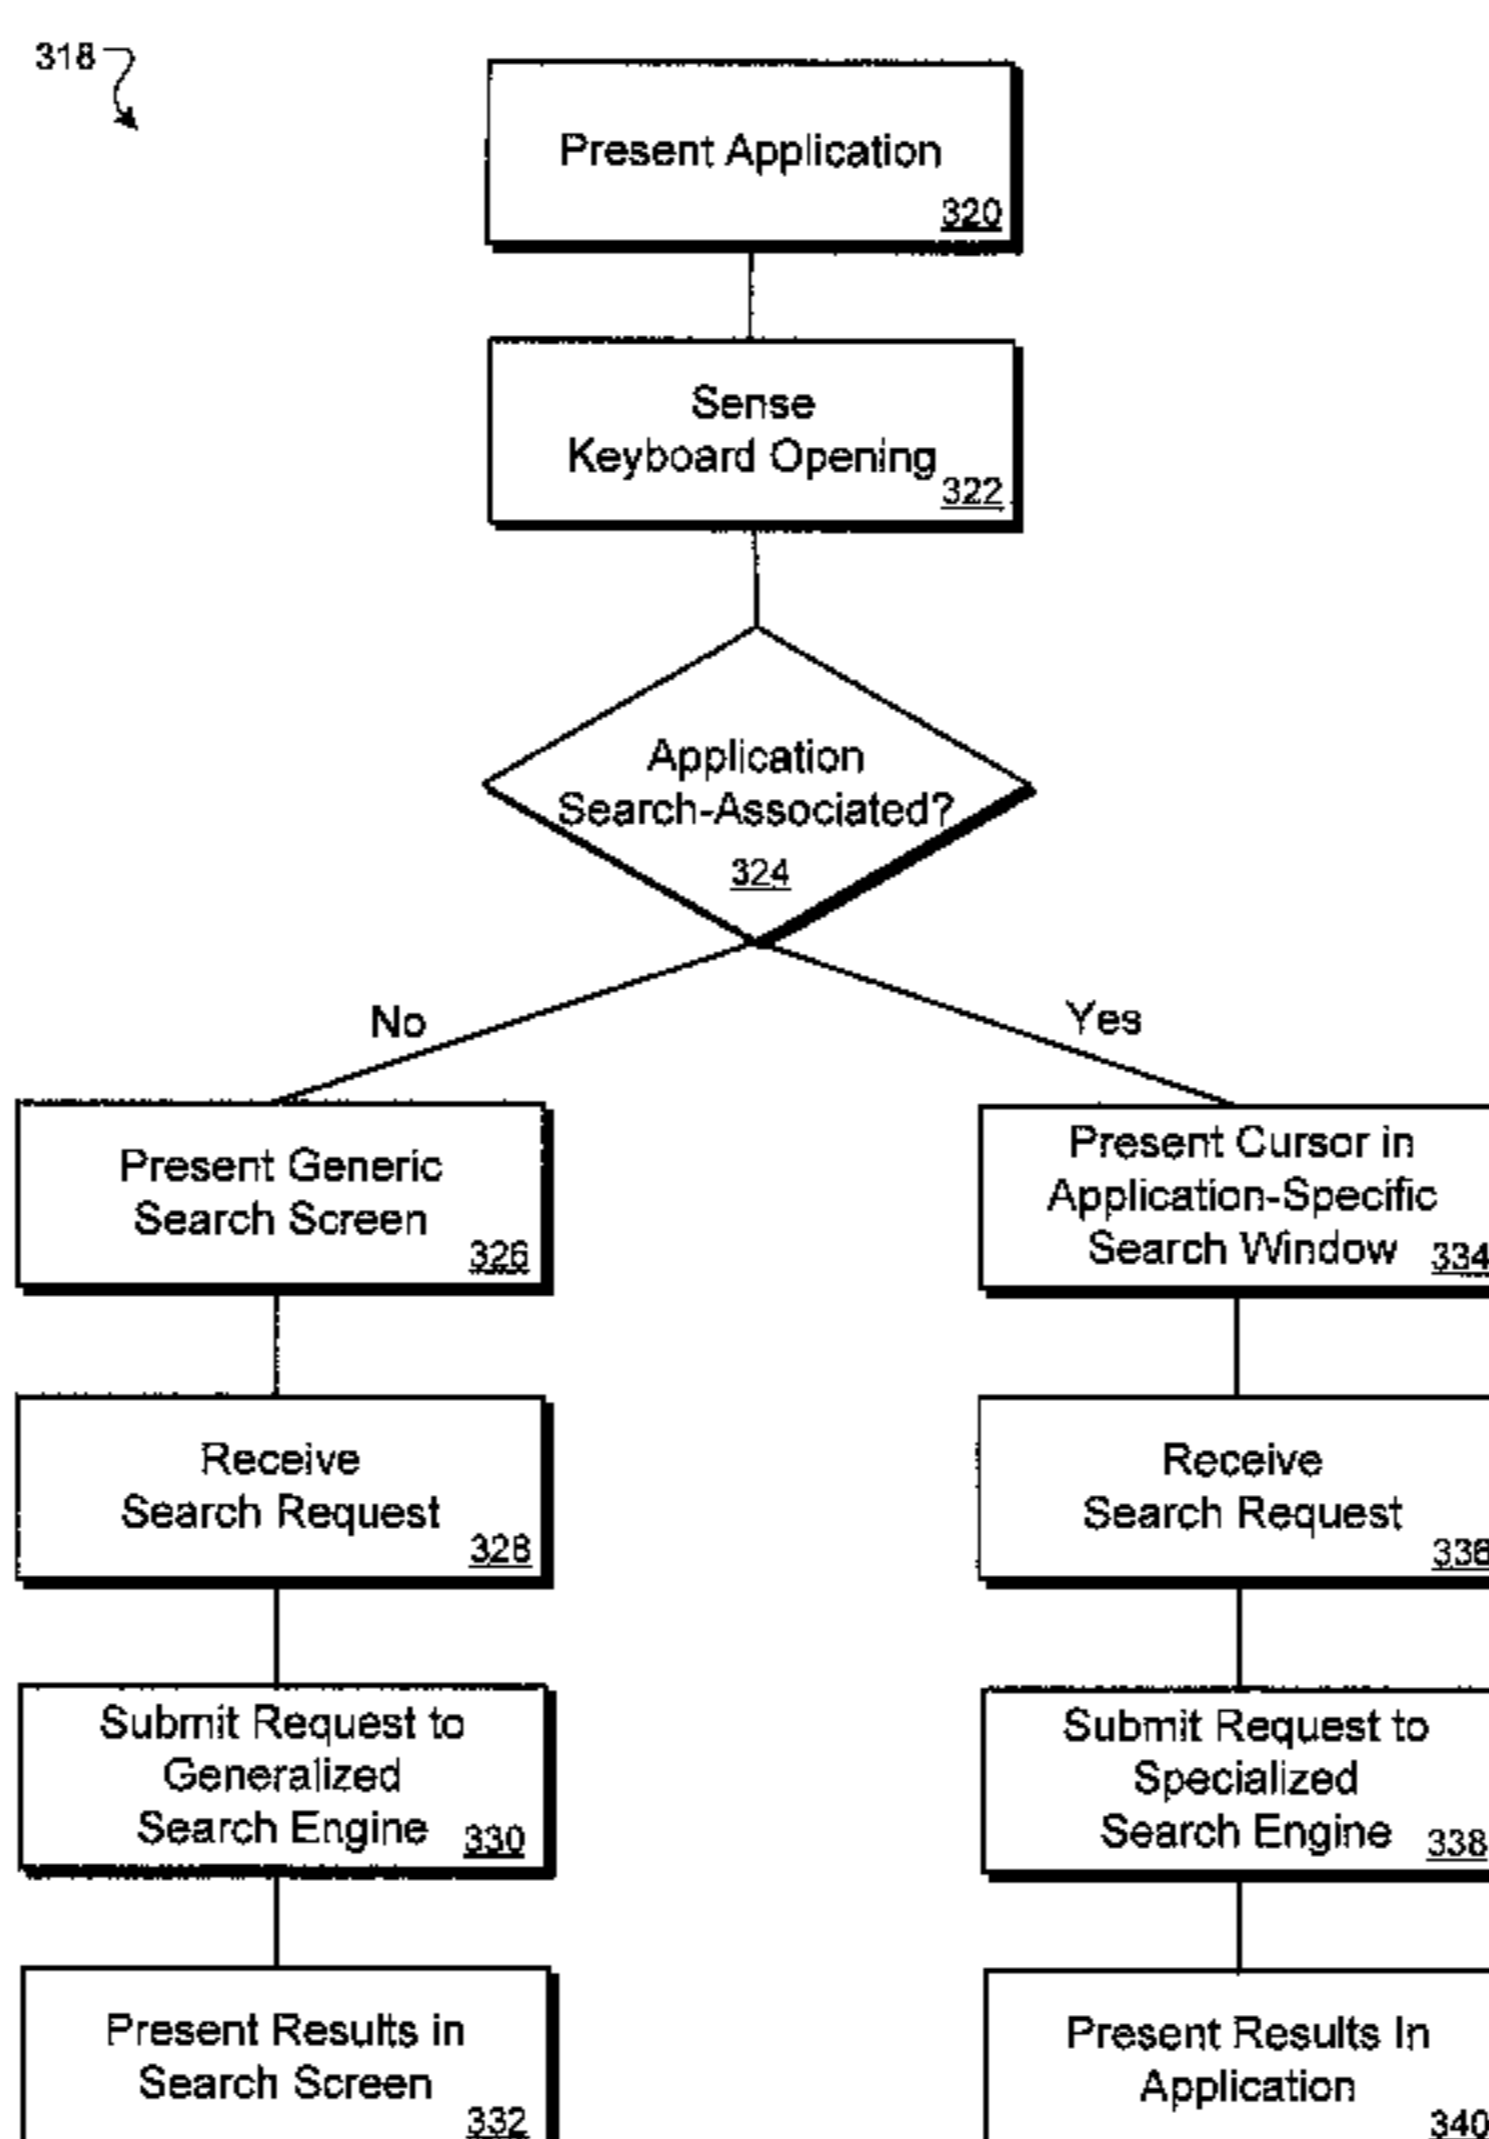 318
Present Application
320
Sense
Keyboard Opening
322
Application
Search-Associated?
324
No
Yes
Present Generic
Search Screen
326
Present Cursor in
Application-Specific
Search Window
334
Receive
Search Request
328
Receive
Search Request
336
Submit Request to
Generalized
Search Engine
330
Submit Request to
Specialized
Search Engine
338
Present Results in
Search Screen
332
Present Results In
Application
340